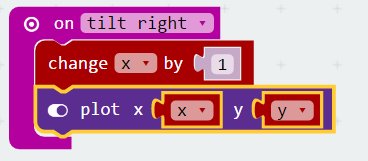 on tilt right
change x by 1
plot x x y y